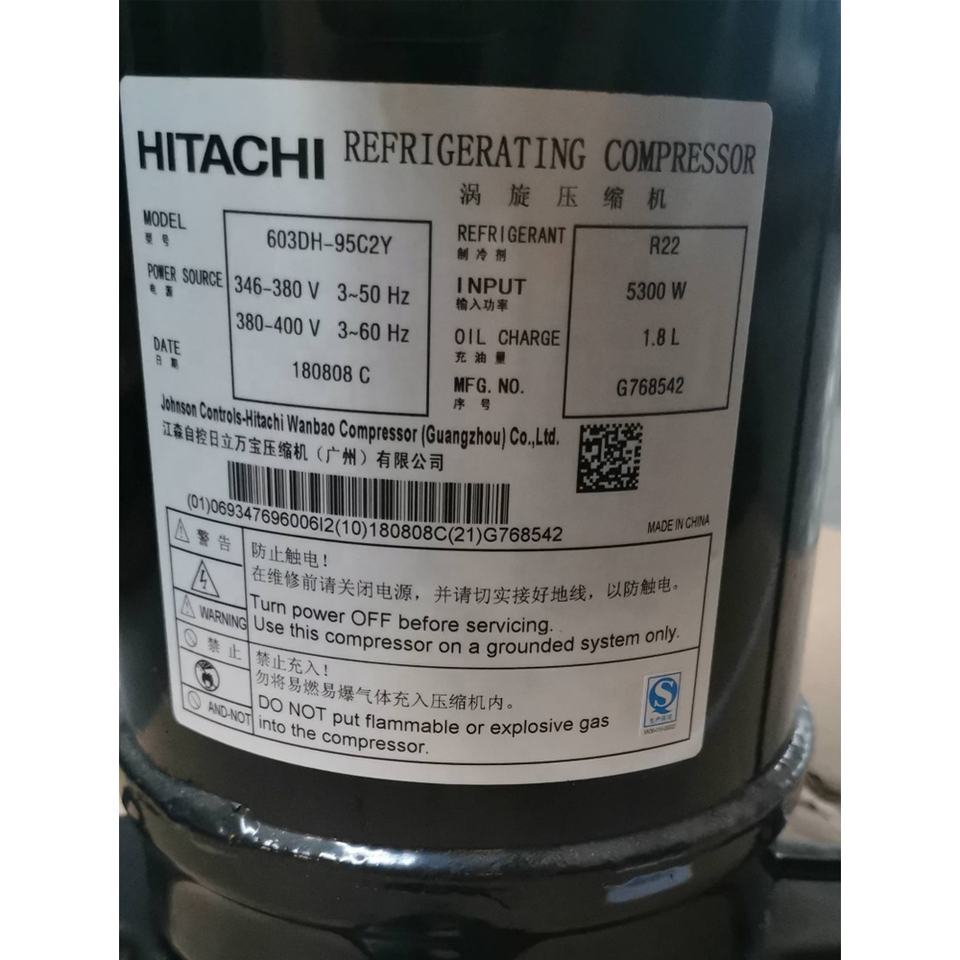 HITACHI REFRIGERATING COMPRESSOR
涡旋压缩机
MODEL 603DH-95C2Y
型号
POWER SOURCE 346-380 V 3~50 Hz
电源 380-400 V 3~60 Hz
DATE 180808 C
日期
REFRIGERANT R22
制冷剂
INPUT 5300 W
输入功率
OIL CHARGE 1.8 L
充油量
MFG. NO. G768542
序号
Johnson Controls-Hitachi Wanbao Compressor (Guangzhou) Co.,Ltd.
江森自控日立万宝压缩机（广州）有限公司
(01)06934769600612(10)180808C(21)G768542
MADE IN CHINA
警告
WARNING
防止触电！
在维修前请关闭电源，并请切实接好地线，以防触电。
Turn power OFF before servicing.
Use this compressor on a grounded system only.
禁止
AND-NOT
禁止充入！
勿将易燃易爆气体充入压缩机内。
DO NOT put flammable or explosive gas
into the compressor.